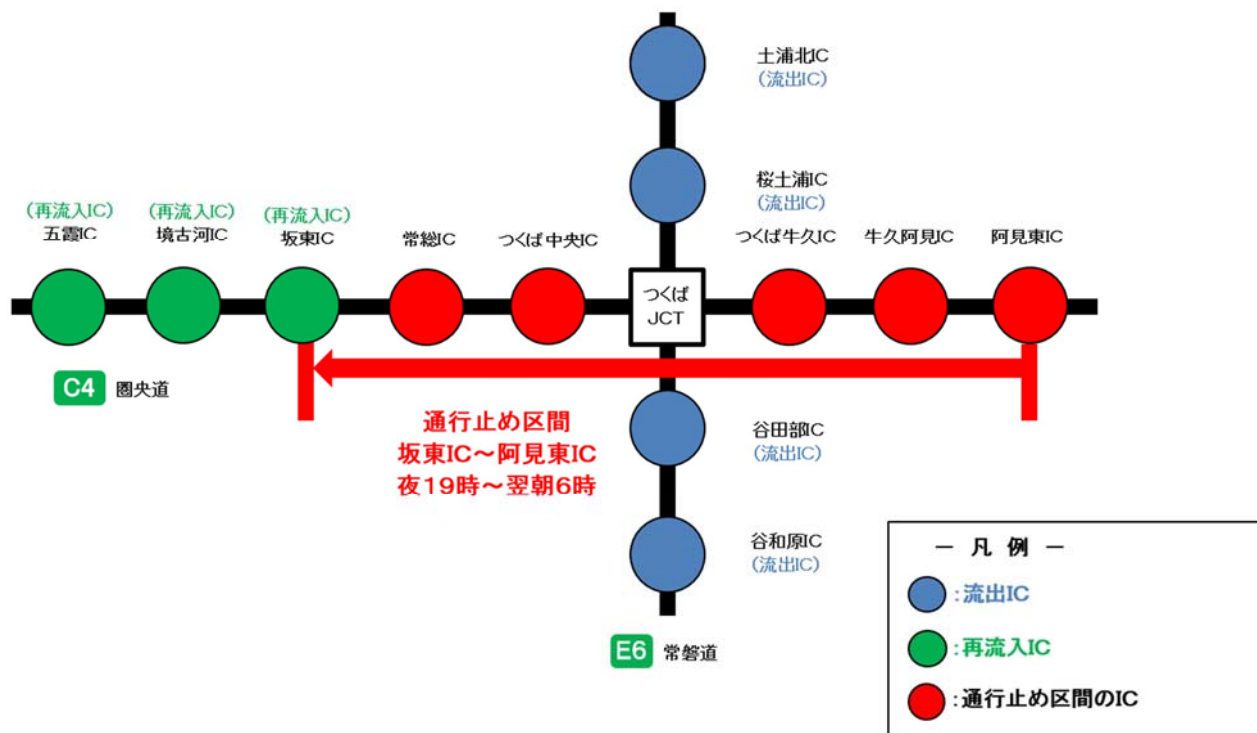 土浦北IC
(流出IC)
桜土浦IC
(流出IC)
(再流入IC)
五霞IC
(再流入IC)
境古河IC
(再流入IC)
坂東IC
常総IC
つくば中央IC
つくば
JCT
つくば牛久IC
牛久阿見IC
阿見東IC
C4 圏央道
通行止め区間
坂東IC～阿見東IC
夜19時～翌朝6時
谷田部IC
(流出IC)
谷和原IC
(流出IC)
E6 常磐道
― 凡 例 ―
:流出IC
:再流入IC
:通行止め区間のIC